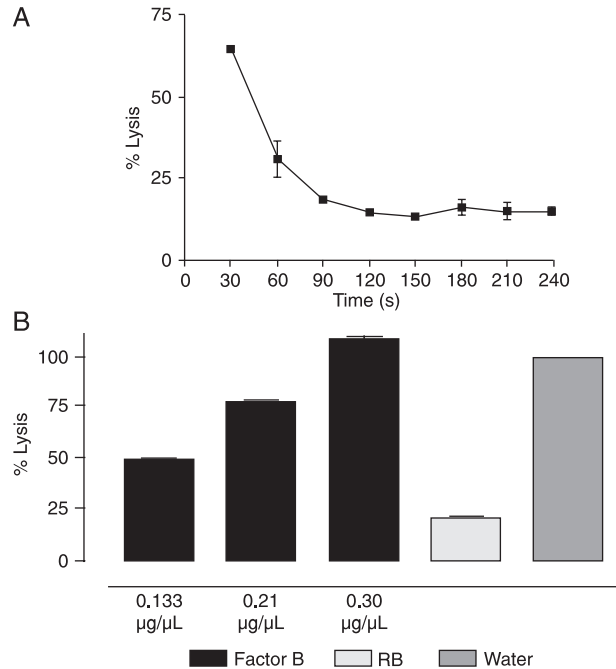 A
75
50
25
0
% Lysis
0 30 60 90 120 150 180 210 240
Time (s)
B
100
75
50
25
0
% Lysis
0.133 0.21 0.30
µg/µL µg/µL µg/µL
Factor B RB Water